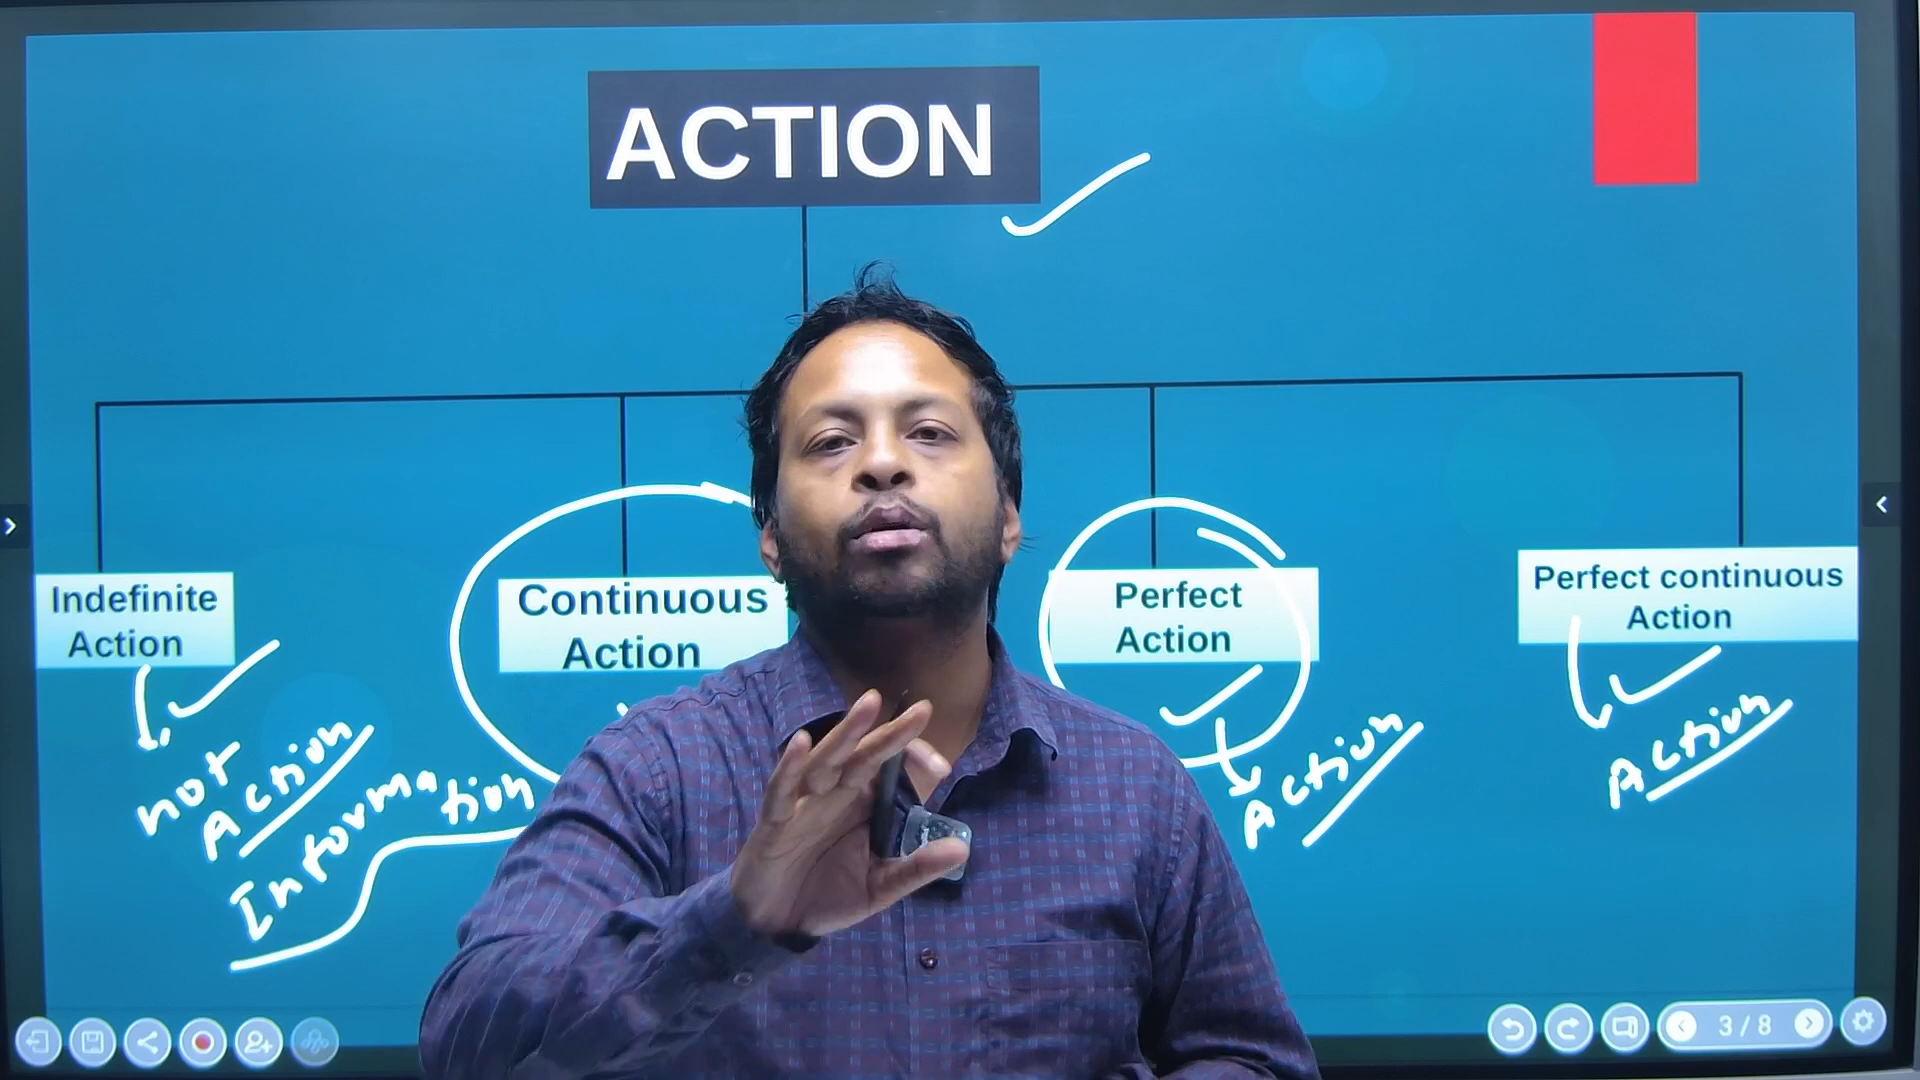 ACTION
Indefinite
Action
Continuous
Action
Perfect
Action
Perfect continuous
Action
not
Action
Information
Action
Action
3 / 8